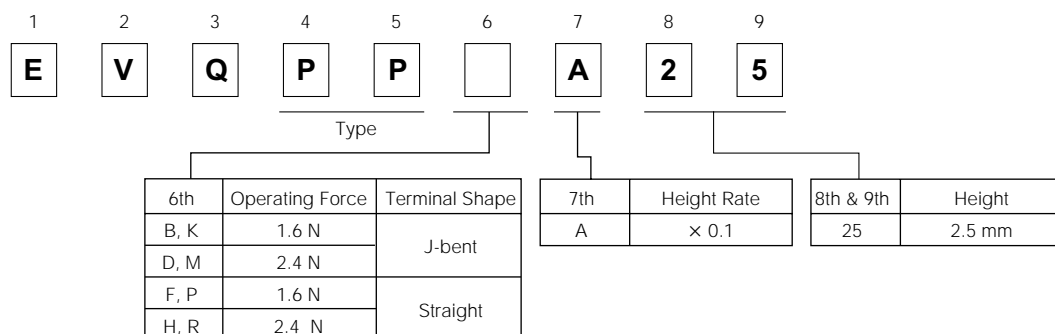 1 2 3 4 5 6 7 8 9
E V Q P P A 2 5
Type
6th Operating Force Terminal Shape
B, K 1.6 N J-bent
D, M 2.4 N
F, P 1.6 N Straight
H, R 2.4 N
7th Height Rate
A × 0.1
8th & 9th Height
25 2.5 mm